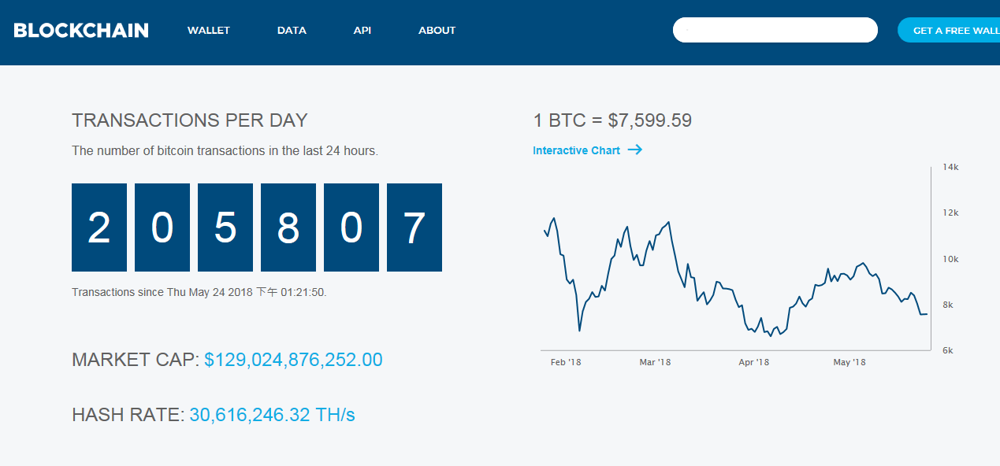 BLOCKCHAIN WALLET DATA API ABOUT GET A FREE WALL
TRANSACTIONS PER DAY
The number of bitcoin transactions in the last 24 hours.
2 0 5 8 0 7
Transactions since Thu May 24 2018 下午 01:21:50.
MARKET CAP: $129,024,876,252.00
HASH RATE: 30,616,246.32 TH/s
1 BTC = $7,599.59
Interactive Chart
14k
12k
10k
8k
6k
Feb '18 Mar '18 Apr '18 May '18